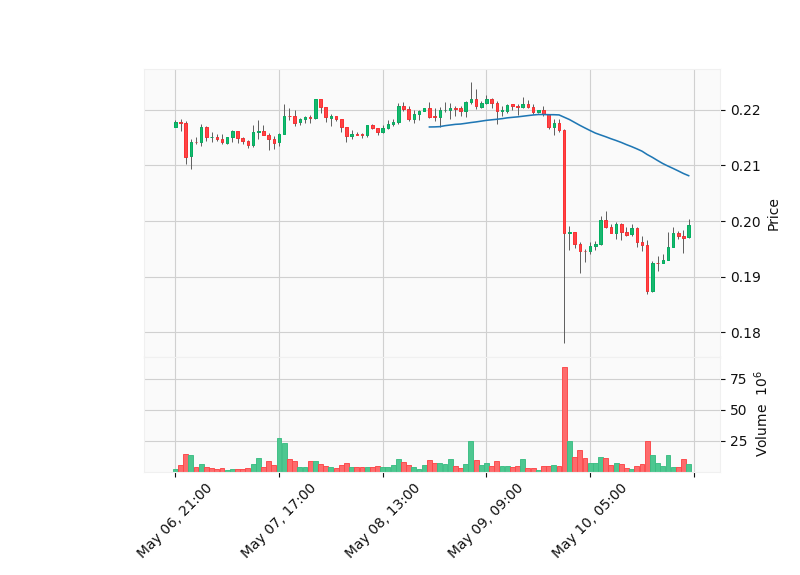 0.22
0.21
0.20
0.19
0.18
Price
75
50
25
Volume 10^6
May 06, 21:00
May 07, 17:00
May 08, 13:00
May 09, 09:00
May 10, 05:00